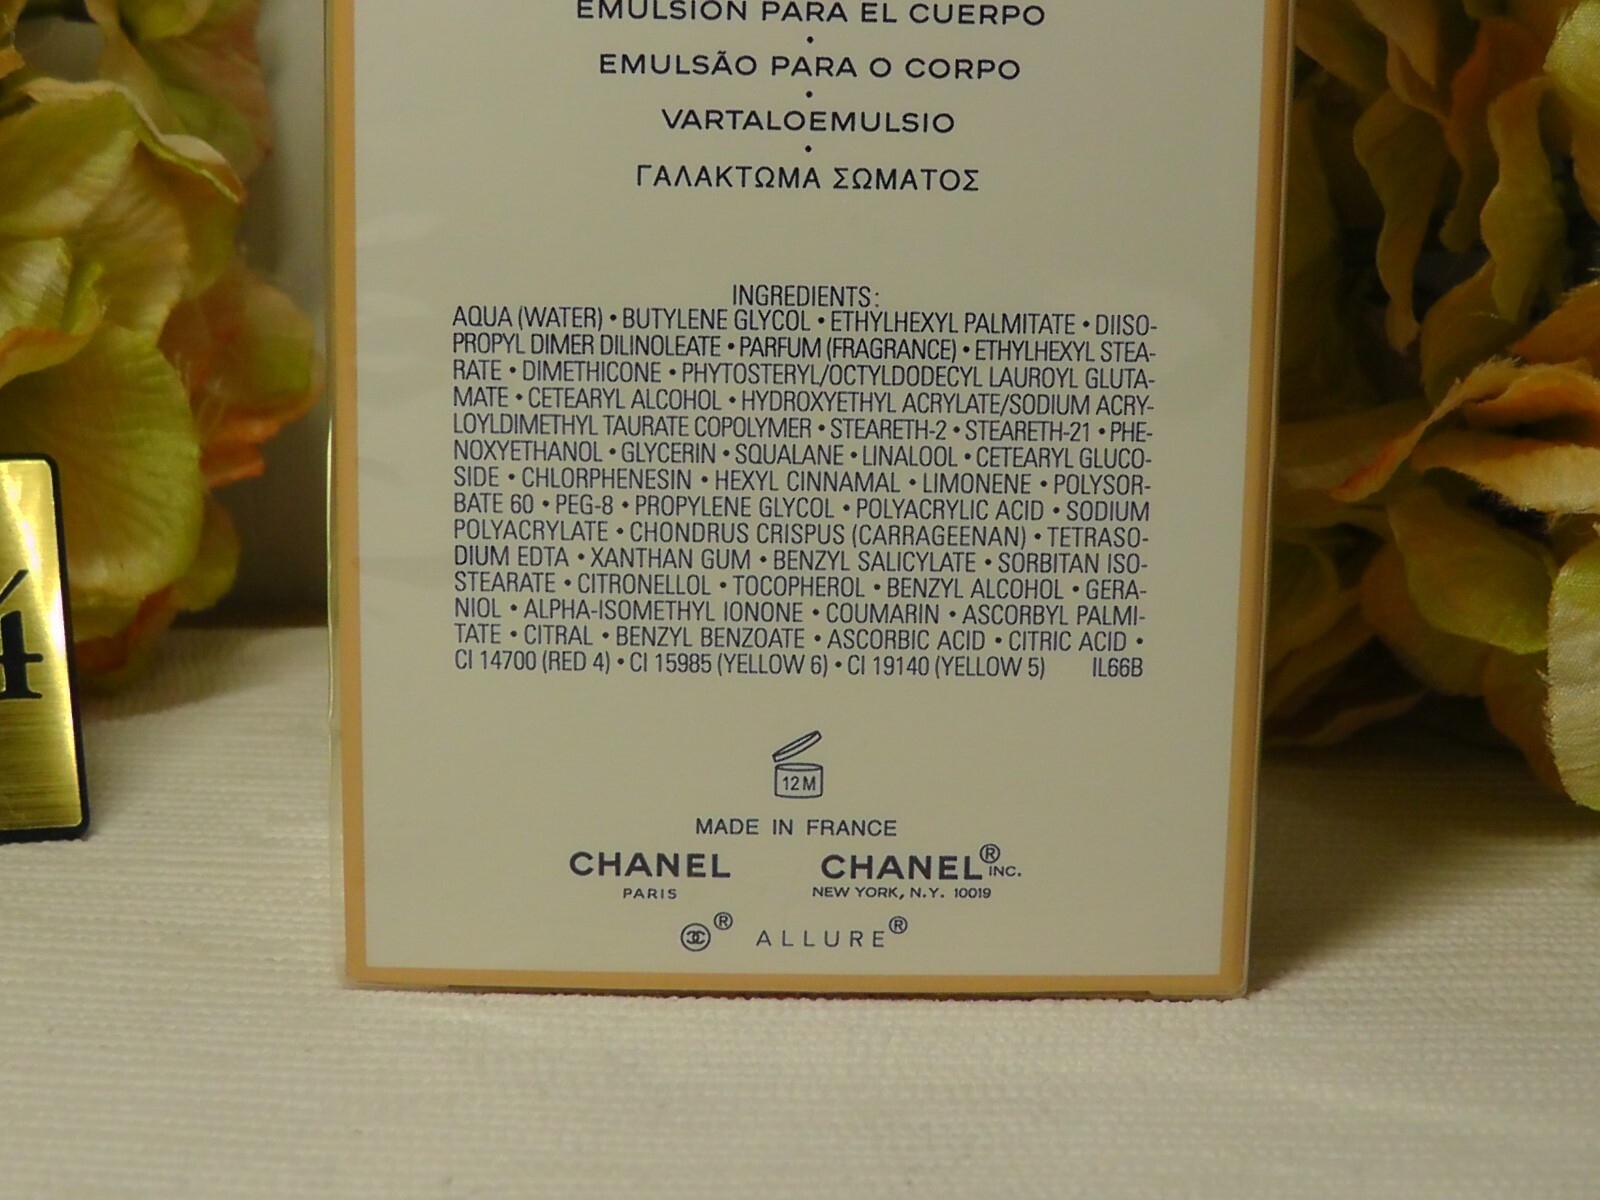 EMULSIÓN PARA EL CUERPO
•
EMULSÃO PARA O CORPO
•
VARTALOEMULSIO
•
ΓΑΛΑΚΤΩΜΑ ΣΩΜΑΤΟΣ
INGREDIENTS:
AQUA (WATER) • BUTYLENE GLYCOL • ETHYLHEXYL PALMITATE • DIISO-
PROPYL DIMER DILINOLEATE • PARFUM (FRAGRANCE) • ETHYLHEXYL STEA-
RATE • DIMETHICONE • PHYTOSTERYL/OCTYLDODECYL LAUROYL GLUTA-
MATE • CETEARYL ALCOHOL • HYDROXYETHYL ACRYLATE/SODIUM ACRY-
LOYLDIMETHYL TAURATE COPOLYMER • STEARETH-2 • STEARETH-21 • PHE-
NOXYETHANOL • GLYCERIN • SQUALANE • LINALOOL • CETEARYL GLUCO-
SIDE • CHLORPHENESIN • HEXYL CINNAMAL • LIMONENE • POLYSOR-
BATE 60 • PEG-8 • PROPYLENE GLYCOL • POLYACRYLIC ACID • SODIUM
POLYACRYLATE • CHONDRUS CRISPUS (CARRAGEENAN) • TETRASO-
DIUM EDTA • XANTHAN GUM • BENZYL SALICYLATE • SORBITAN ISO-
STEARATE • CITRONELLOL • TOCOPHEROL • BENZYL ALCOHOL • GERA-
NIOL • ALPHA-ISOMETHYL IONONE • COUMARIN • ASCORBYL PALMI-
TATE • CITRAL • BENZYL BENZOATE • ASCORBIC ACID • CITRIC ACID •
CI 14700 (RED 4) • CI 15985 (YELLOW 6) • CI 19140 (YELLOW 5) IL66B
12 M
MADE IN FRANCE
CHANEL CHANEL® INC.
PARIS NEW YORK, N.Y. 10019
® ALLURE®
4